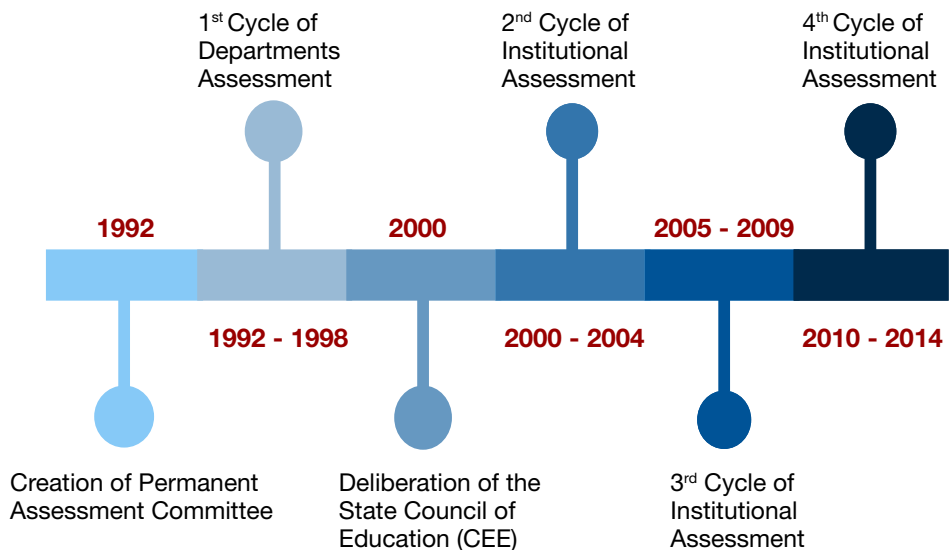 1st Cycle of
Departments
Assessment
2nd Cycle of
Institutional
Assessment
4th Cycle of
Institutional
Assessment
1992
2000
2005 - 2009
1992 - 1998
2000 - 2004
2010 - 2014
Creation of Permanent
Assessment Committee
Deliberation of the
State Council of
Education (CEE)
3rd Cycle of
Institutional
Assessment